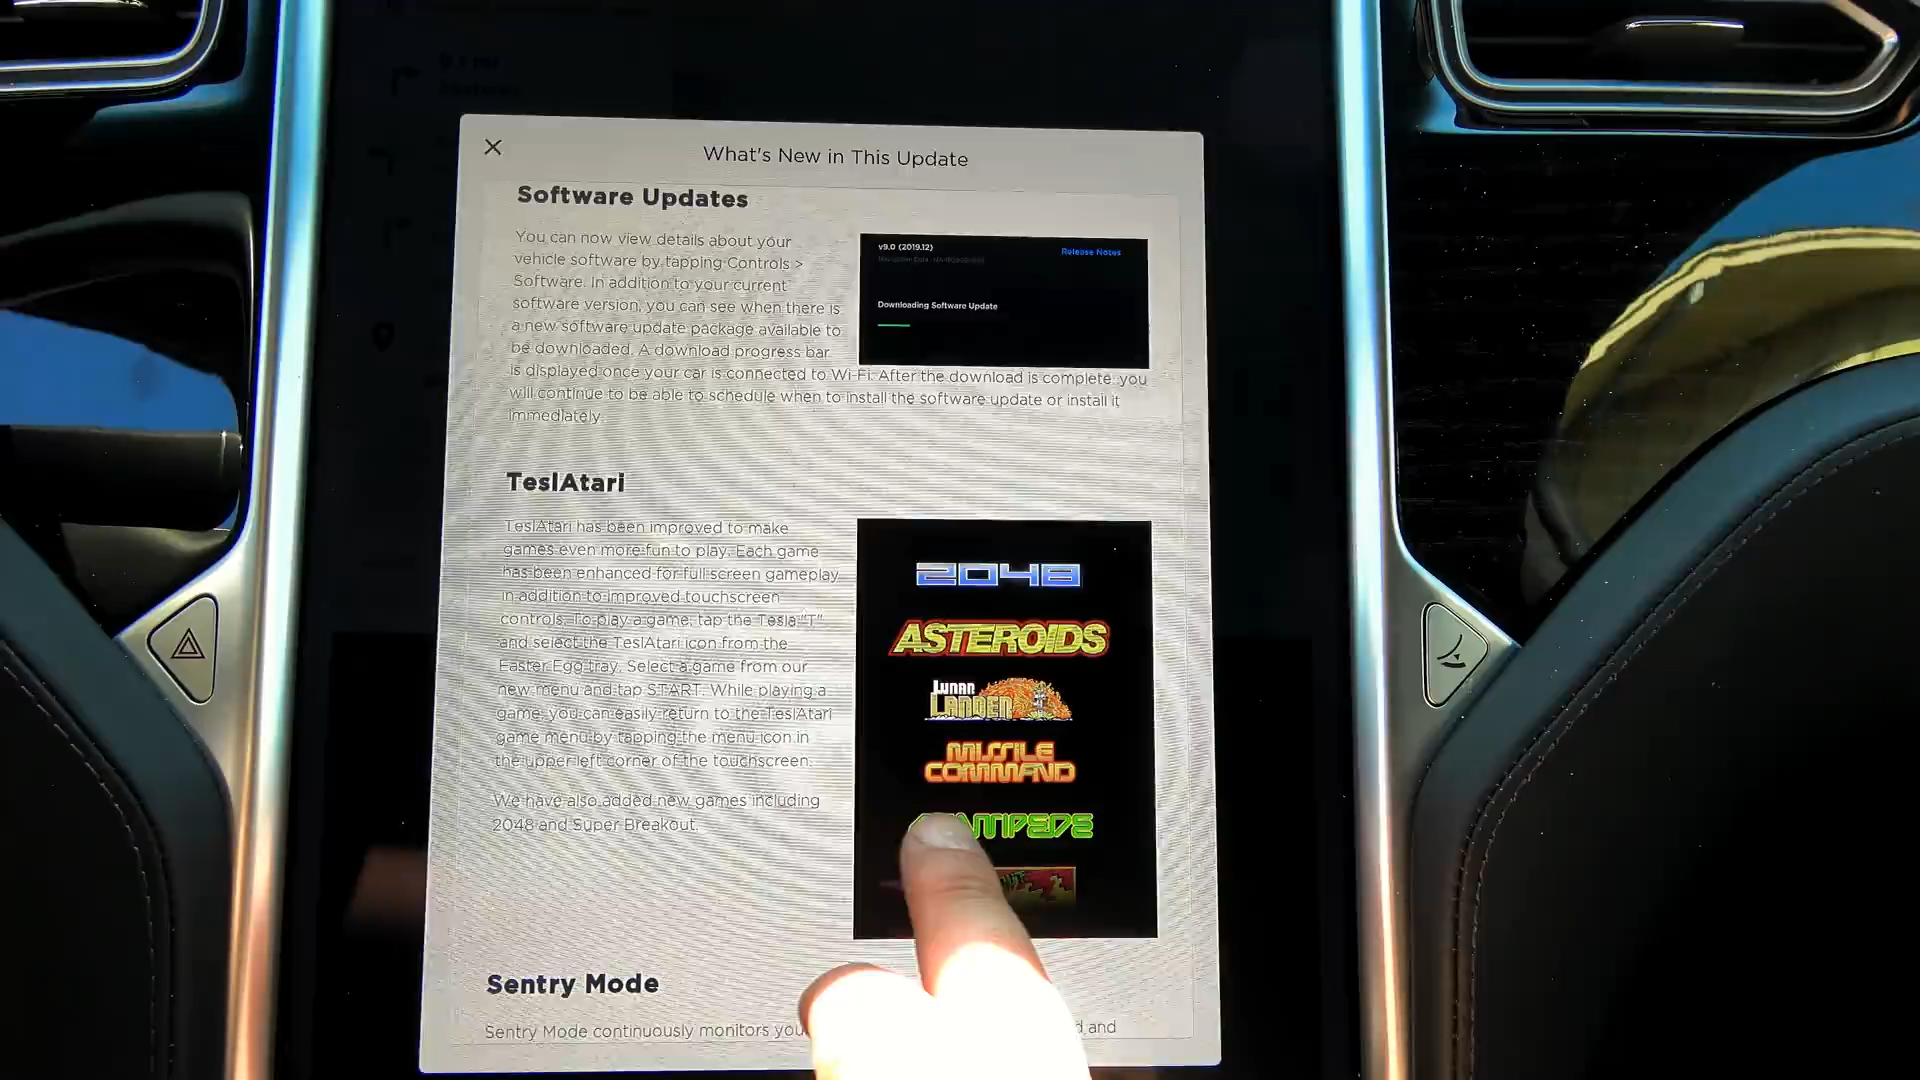 What's New in This Update
Software Updates
You can now view details about your
vehicle software by tapping Controls >
Software. In addition to your current
software version, you can see when there is
a new software update package available to
be downloaded. A download progress bar
is displayed once your car is connected to Wi-Fi. After the download is complete, you
will continue to be able to schedule when to install the software update or install it
immediately.
v9.0 (2019.12)
Release Notes
Downloading Software Update
TeslAtari
TeslAtari has been improved to make
games even more fun to play. Each game
has been enhanced for full screen gameplay
in addition to improved touchscreen
controls. To play a game, tap the Tesla "T"
and select the TeslAtari icon from the
Easter Egg tray. Select a game from our
new menu and tap START. While playing a
game, you can easily return to the TeslAtari
game menu by tapping the menu icon in
the upper left corner of the touchscreen.
We have also added new games including
2048 and Super Breakout.
2048
ASTEROIDS
LUNAR
LANDER
MISSILE
COMMAND
Sentry Mode
Sentry Mode continuously monitors
and